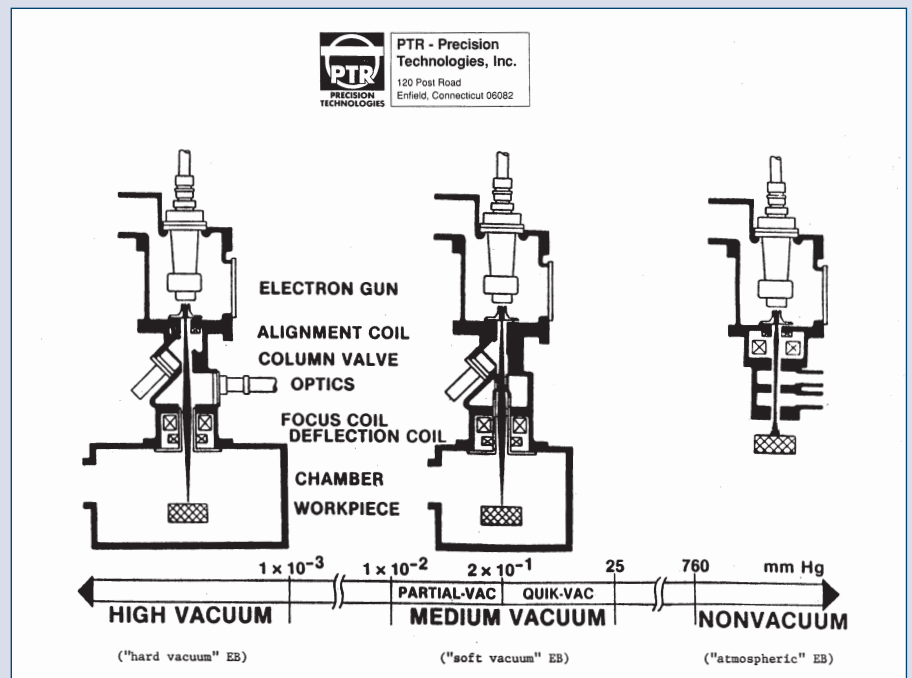 PTR
PRECISION
TECHNOLOGIES
PTR - Precision
Technologies, Inc.
120 Post Road
Enfield, Connecticut 06082
ELECTRON GUN
ALIGNMENT COIL
COLUMN VALVE
OPTICS
FOCUS COIL
DEFLECTION COIL
CHAMBER
WORKPIECE
1 × 10⁻³ 1 × 10⁻² 2 × 10⁻¹ 25 760 mm Hg
PARTIAL-VAC QUIK-VAC
HIGH VACUUM MEDIUM VACUUM NONVACUUM
("hard vacuum" EB) ("soft vacuum" EB) ("atmospheric" EB)